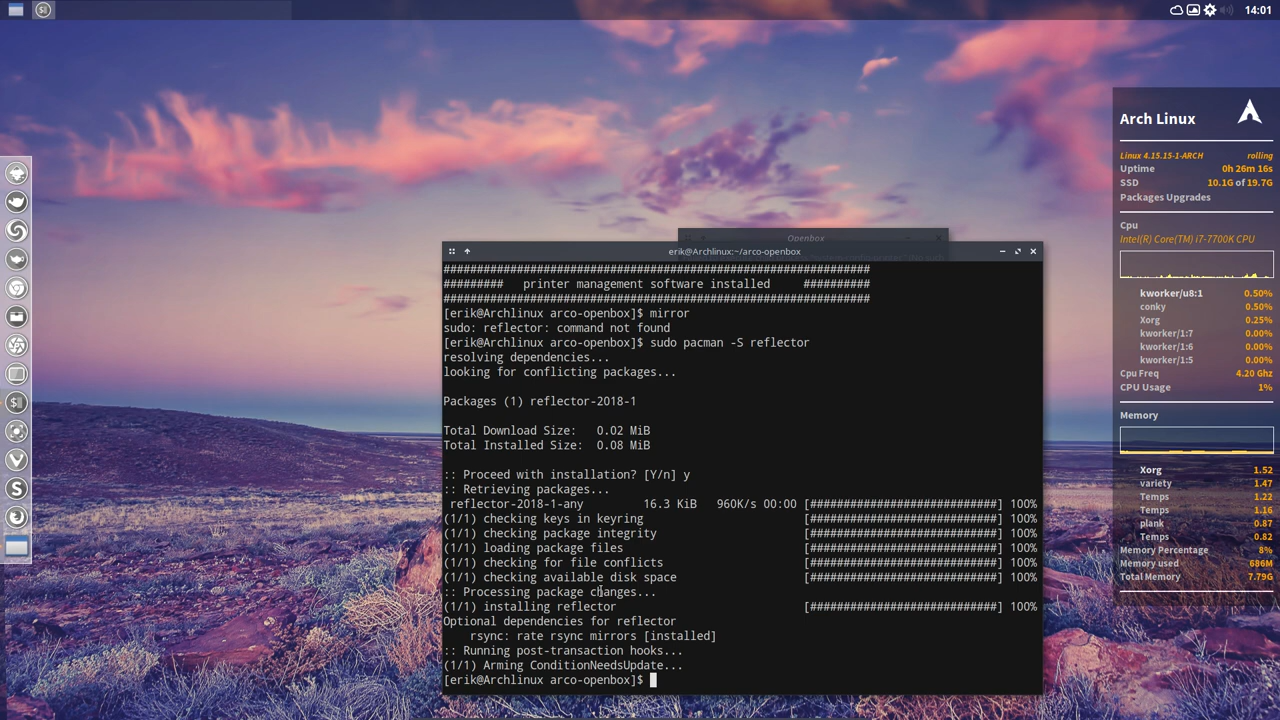 14:01
Openbox
erik@Archlinux:~/arco-openbox
################################################################
#########   printer management software installed     ##########
################################################################
[erik@Archlinux arco-openbox]$ mirror
sudo: reflector: command not found
[erik@Archlinux arco-openbox]$ sudo pacman -S reflector
resolving dependencies...
looking for conflicting packages...
Packages (1) reflector-2018-1
Total Download Size:   0.02 MiB
Total Installed Size:  0.08 MiB
:: Proceed with installation? [Y/n] y
:: Retrieving packages...
reflector-2018-1-any         16.3 KiB   960K/s 00:00 [############################] 100%
(1/1) checking keys in keyring                        [############################] 100%
(1/1) checking package integrity                      [############################] 100%
(1/1) loading package files                           [############################] 100%
(1/1) checking for file conflicts                     [############################] 100%
(1/1) checking available disk space                   [############################] 100%
:: Processing package changes...
(1/1) installing reflector                            [############################] 100%
Optional dependencies for reflector
    rsync: rate rsync mirrors [installed]
:: Running post-transaction hooks...
(1/1) Arming ConditionNeedsUpdate...
[erik@Archlinux arco-openbox]$
Arch Linux
Linux 4.15.15-1-ARCH rolling
Uptime 0h 26m 16s
SSD 10.1G of 19.7G
Packages Upgrades
Cpu
Intel(R) Core(TM) i7-7700K CPU
kworker/u8:1 0.50%
conky 0.50%
Xorg 0.25%
kworker/1:7 0.00%
kworker/1:6 0.00%
kworker/1:5 0.00%
Cpu Freq 4.20 Ghz
CPU Usage 1%
Memory
Xorg 1.52
variety 1.47
Temps 1.22
Temps 1.16
plank 0.87
Temps 0.82
Memory Percentage 8%
Memory used 686M
Total Memory 7.79G